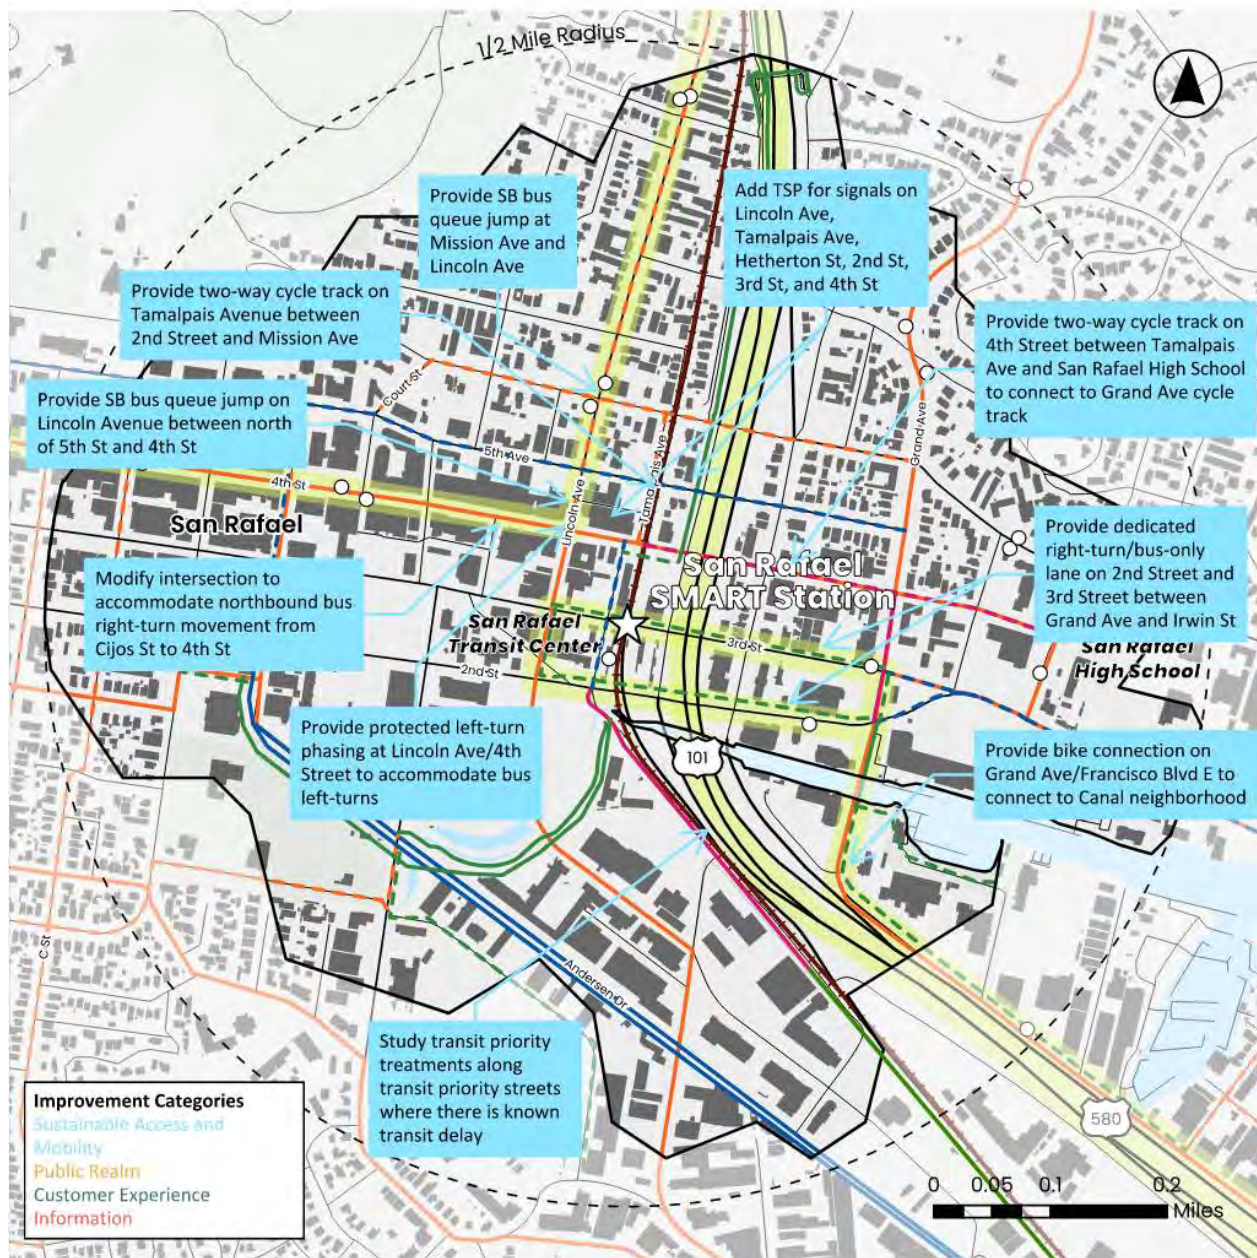 1/2 Mile Radius
Provide SB bus
queue jump at
Mission Ave and
Lincoln Ave
Add TSP for signals on
Lincoln Ave,
Tamalpais Ave,
Hetherton St, 2nd St,
3rd St, and 4th St
Provide two-way cycle track on
Tamalpais Avenue between
2nd Street and Mission Ave
Provide two-way cycle track on
4th Street between Tamalpais
Ave and San Rafael High School
to connect to Grand Ave cycle
track
Provide SB bus queue jump on
Lincoln Avenue between north
of 5th St and 4th St
Court St
5th Ave
Grand Ave
4th St
Lincoln Ave
San Rafael
Provide dedicated
right-turn/bus-only
lane on 2nd Street and
3rd Street between
Grand Ave and Irwin St
Modify intersection to
accommodate northbound bus
right-turn movement from
Cijos St to 4th St
San Rafael
SMART Station
San Rafael
Transit Center
3rd St
2nd St
San Rafael
High School
Provide protected left-turn
phasing at Lincoln Ave/4th
Street to accommodate bus
left-turns
101
Provide bike connection on
Grand Ave/Francisco Blvd E to
connect to Canal neighborhood
C St
Andersen Dr
Study transit priority
treatments along
transit priority streets
where there is known
transit delay
580
Improvement Categories
Sustainable Access and
Mobility
Public Realm
Customer Experience
Information
0 0.05 0.1 0.2
Miles